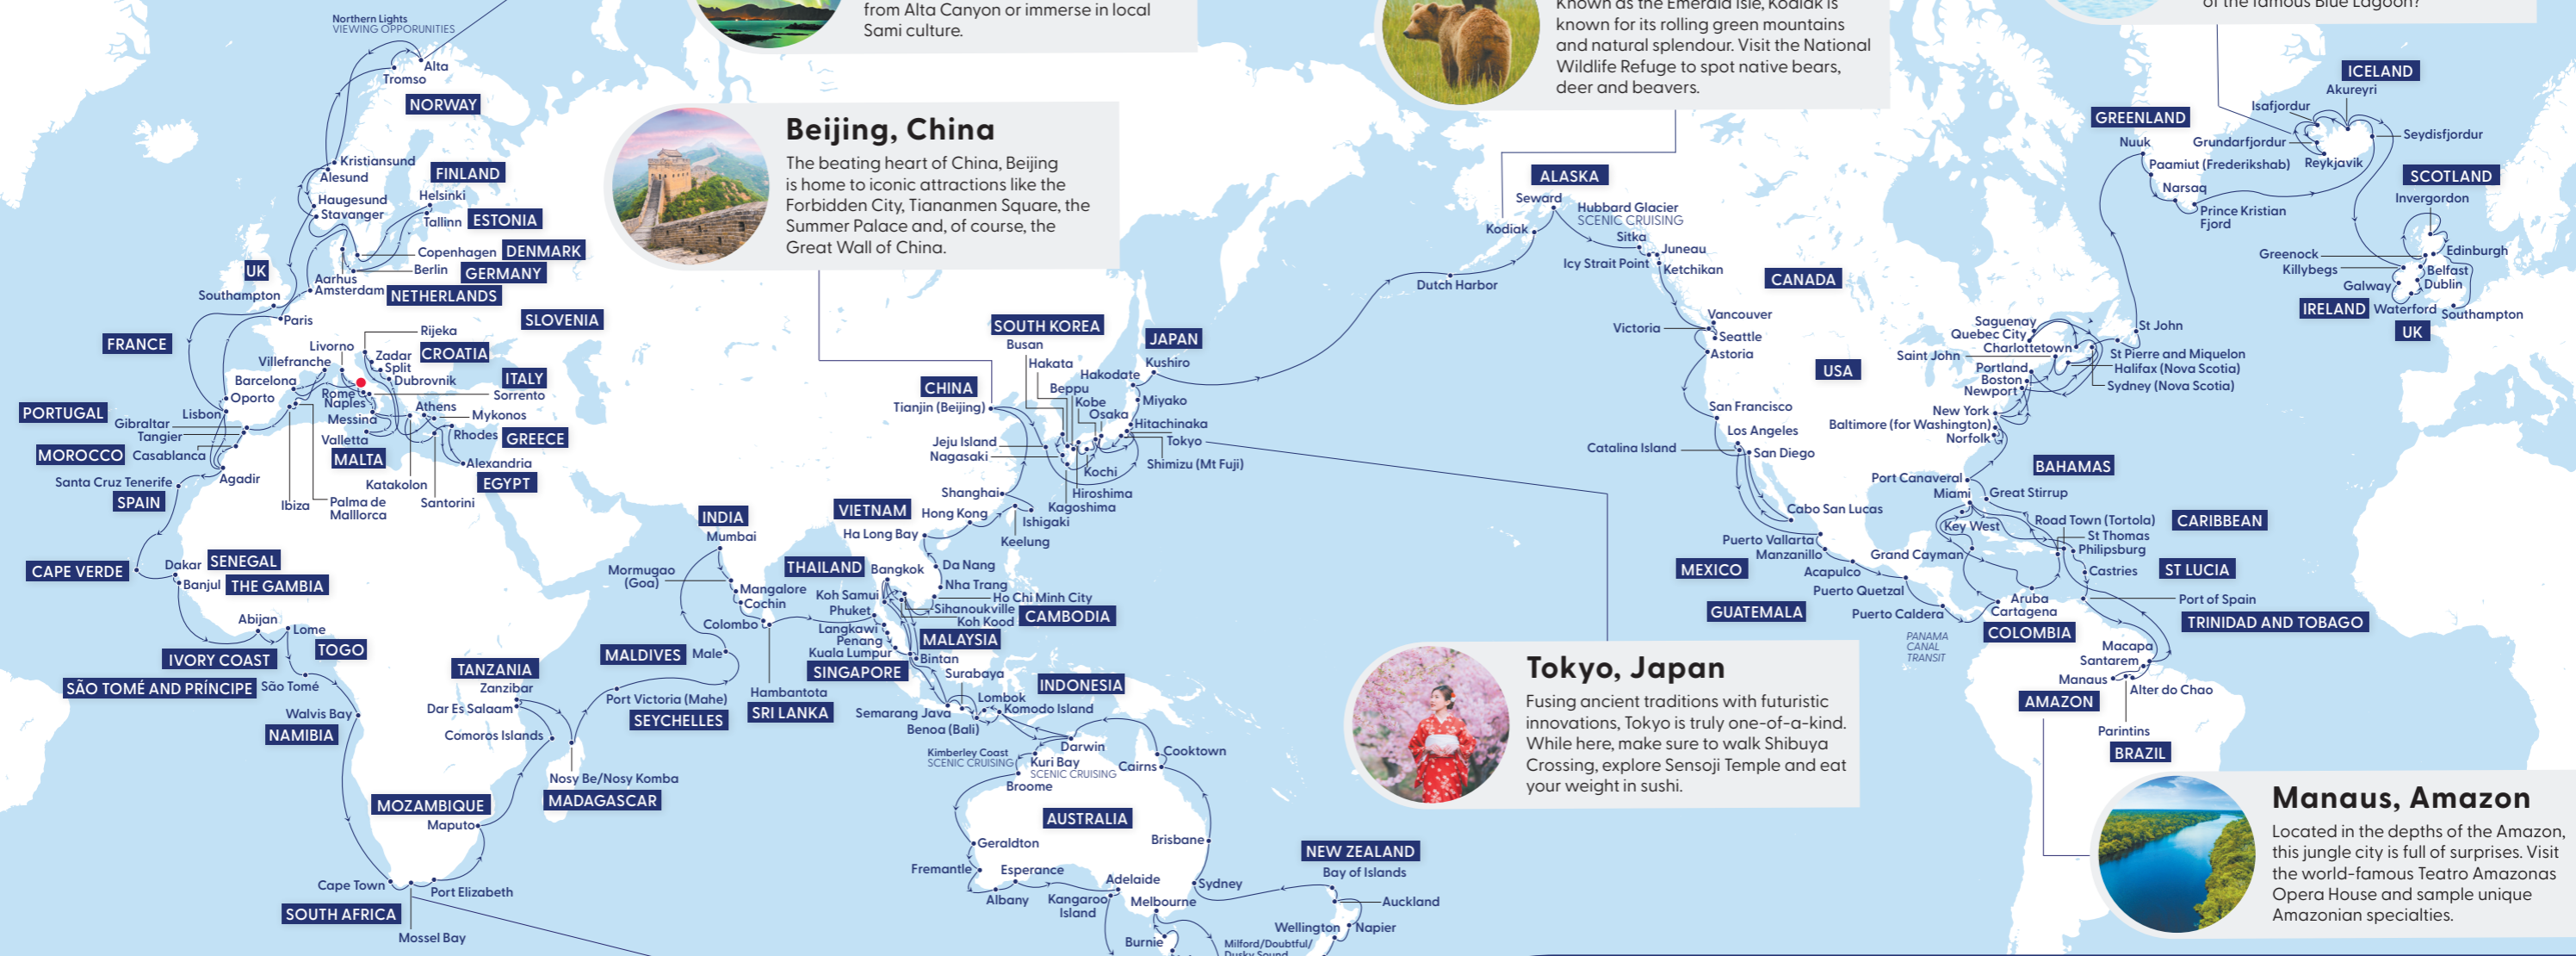 Northern Lights
VIEWING OPPORUNITIES
from Alta Canyon or immerse in local
Sami culture.
Known as the Emerald Isle, Kodiak is
known for its rolling green mountains
and natural splendour. Visit the National
Wildlife Refuge to spot native bears,
deer and beavers.
of the famous Blue Lagoon?
Alta
Tromso
NORWAY
Kristiansund
Alesund
FINLAND
Haugesund
Stavanger
Helsinki
Tallinn
ESTONIA
Copenhagen
DENMARK
Berlin
GERMANY
Aarhus
Amsterdam
NETHERLANDS
UK
Southampton
Paris
FRANCE
SLOVENIA
Rijeka
Livorno
Villefranche
Zadar
Split
CROATIA
Dubrovnik
Barcelona
Oporto
Rome
Naples
ITALY
Sorrento
PORTUGAL
Lisbon
Gibraltar
Tangier
Messina
Athens
Mykonos
Rhodes
GREECE
MOROCCO
Casablanca
Valletta
MALTA
Alexandria
EGYPT
Agadir
Santa Cruz Tenerife
SPAIN
Ibiza
Palma de
Malllorca
Katakolon
Santorini
CAPE VERDE
Dakar
SENEGAL
Banjul
THE GAMBIA
Abijan
Lome
TOGO
IVORY COAST
SÃO TOMÉ AND PRÍNCIPE
São Tomé
Walvis Bay
NAMIBIA
TANZANIA
Zanzibar
Dar Es Salaam
Comoros Islands
Nosy Be/Nosy Komba
MADAGASCAR
MOZAMBIQUE
Maputo
Cape Town
Port Elizabeth
SOUTH AFRICA
Mossel Bay
Beijing, China
The beating heart of China, Beijing
is home to iconic attractions like the
Forbidden City, Tiananmen Square, the
Summer Palace and, of course, the
Great Wall of China.
INDIA
Mumbai
Mormugao
(Goa)
Mangalore
Cochin
Colombo
MALDIVES
Male
Port Victoria (Mahe)
SEYCHELLES
Hambantota
SRI LANKA
SOUTH KOREA
Busan
Hakata
JAPAN
Kushiro
Hakodate
CHINA
Tianjin (Beijing)
Beppu
Kobe
Osaka
Miyako
Hitachinaka
Tokyo
Jeju Island
Nagasaki
Kochi
Shimizu (Mt Fuji)
Hiroshima
Kagoshima
Shanghai
VIETNAM
Hong Kong
Ishigaki
Ha Long Bay
Keelung
THAILAND
Bangkok
Da Nang
Nha Trang
Koh Samui
Ho Chi Minh City
Phuket
Sihanoukville
Koh Kood
CAMBODIA
Langkawi
Penang
MALAYSIA
Kuala Lumpur
Bintan
SINGAPORE
Surabaya
INDONESIA
Lombok
Komodo Island
Semarang Java
Benoa (Bali)
Kimberley Coast
SCENIC CRUISING
Darwin
Kuri Bay
SCENIC CRUISING
Cooktown
Cairns
Broome
AUSTRALIA
Geraldton
Brisbane
Fremantle
Esperance
Albany
Adelaide
Kangaroo
Island
Melbourne
Sydney
Burnie
NEW ZEALAND
Bay of Islands
Auckland
Wellington
Napier
Milford/Doubtful/
Dusky Sound
Tokyo, Japan
Fusing ancient traditions with futuristic
innovations, Tokyo is truly one-of-a-kind.
While here, make sure to walk Shibuya
Crossing, explore Sensoji Temple and eat
your weight in sushi.
ALASKA
Seward
Kodiak
Hubbard Glacier
SCENIC CRUISING
Sitka
Juneau
Icy Strait Point
Ketchikan
Dutch Harbor
CANADA
Vancouver
Victoria
Seattle
Astoria
USA
San Francisco
Los Angeles
Catalina Island
San Diego
Cabo San Lucas
Puerto Vallarta
Manzanillo
MEXICO
Acapulco
Puerto Quetzal
GUATEMALA
Puerto Caldera
PANAMA
CANAL
TRANSIT
Saguenay
Quebec City
Charlottetown
Saint John
St John
St Pierre and Miquelon
Halifax (Nova Scotia)
Sydney (Nova Scotia)
Portland
Boston
Newport
New York
Baltimore (for Washington)
Norfolk
BAHAMAS
Port Canaveral
Miami
Great Stirrup
Key West
Road Town (Tortola)
CARIBBEAN
St Thomas
Philipsburg
Grand Cayman
Castries
ST LUCIA
Aruba
Cartagena
COLOMBIA
Port of Spain
TRINIDAD AND TOBAGO
Macapa
Santarem
Manaus
Alter do Chao
AMAZON
Parintins
BRAZIL
GREENLAND
Nuuk
Paamiut (Frederikshab)
Narsaq
Prince Kristian
Fjord
ICELAND
Akureyri
Isafjordur
Seydisfjordur
Grundarfjordur
Reykjavik
SCOTLAND
Invergordon
Greenock
Edinburgh
Killybegs
Belfast
Galway
Dublin
IRELAND
Waterford
Southampton
UK
Manaus, Amazon
Located in the depths of the Amazon,
this jungle city is full of surprises. Visit
the world-famous Teatro Amazonas
Opera House and sample unique
Amazonian specialties.